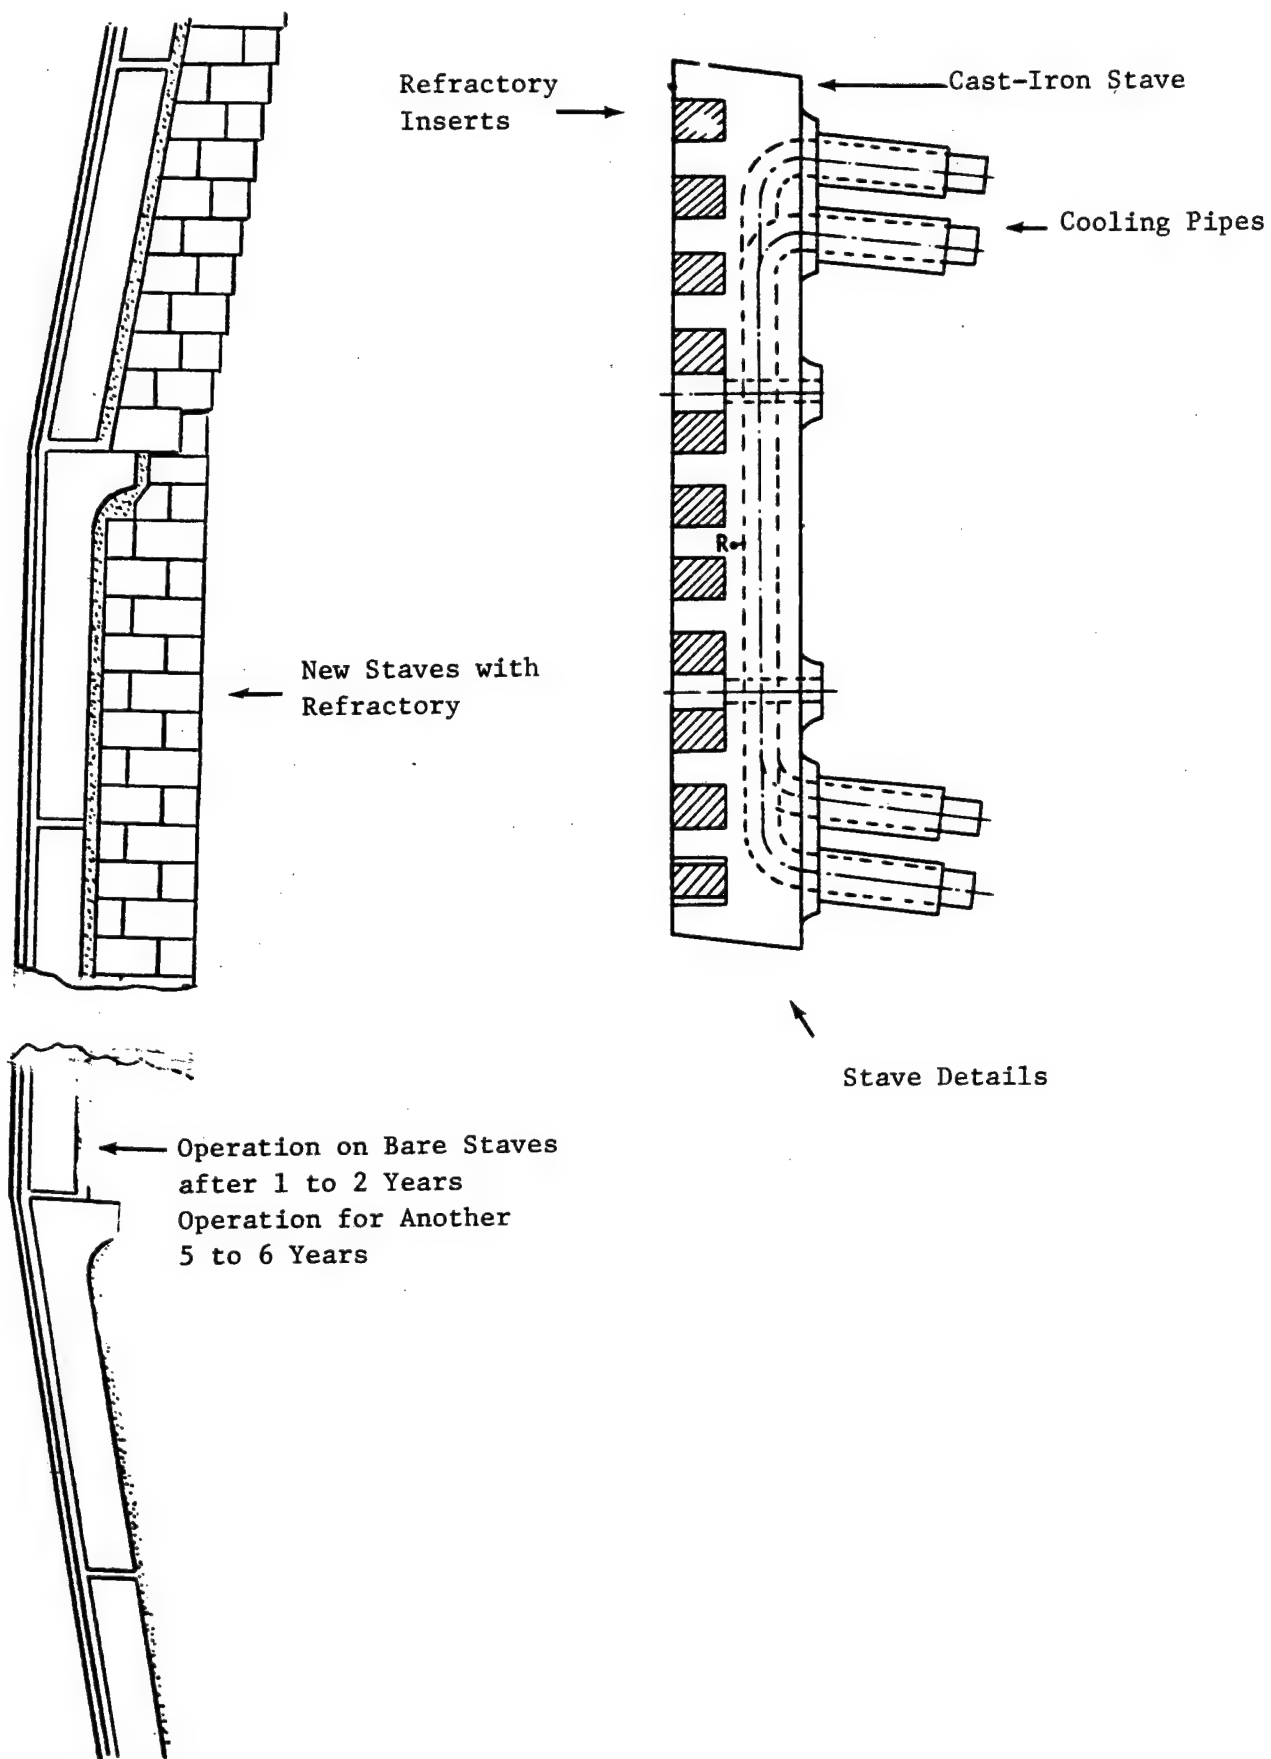 Refractory
Inserts
Cast-Iron Stave
Cooling Pipes
R
New Staves with
Refractory
Stave Details
Operation on Bare Staves
after 1 to 2 Years
Operation for Another
5 to 6 Years